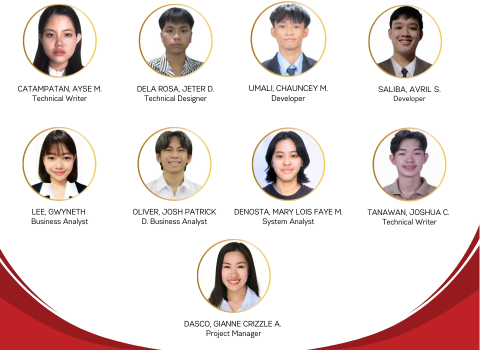 CATAMPATAN, AYSE M.
Technical Writer
DELA ROSA, JETER D.
Technical Designer
UMALI, CHAUNCEY M.
Developer
SALIBA, AVRIL S.
Developer
LEE, GWYNETH
Business Analyst
OLIVER, JOSH PATRICK
D. Business Analyst
DENOSTA, MARY LOIS FAYE M.
System Analyst
TANAWAN, JOSHUA C.
Technical Writer
DASCO, GIANNE CRIZZLE A.
Project Manager